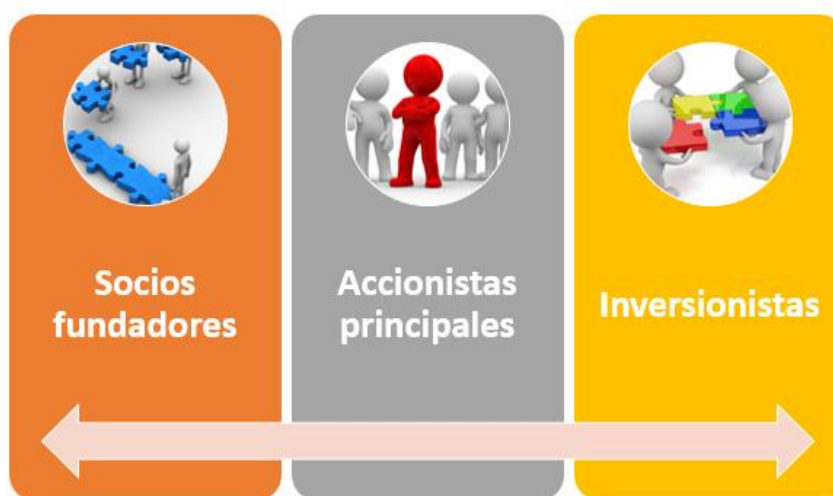 Socios
fundadores
Accionistas
principales
Inversionistas